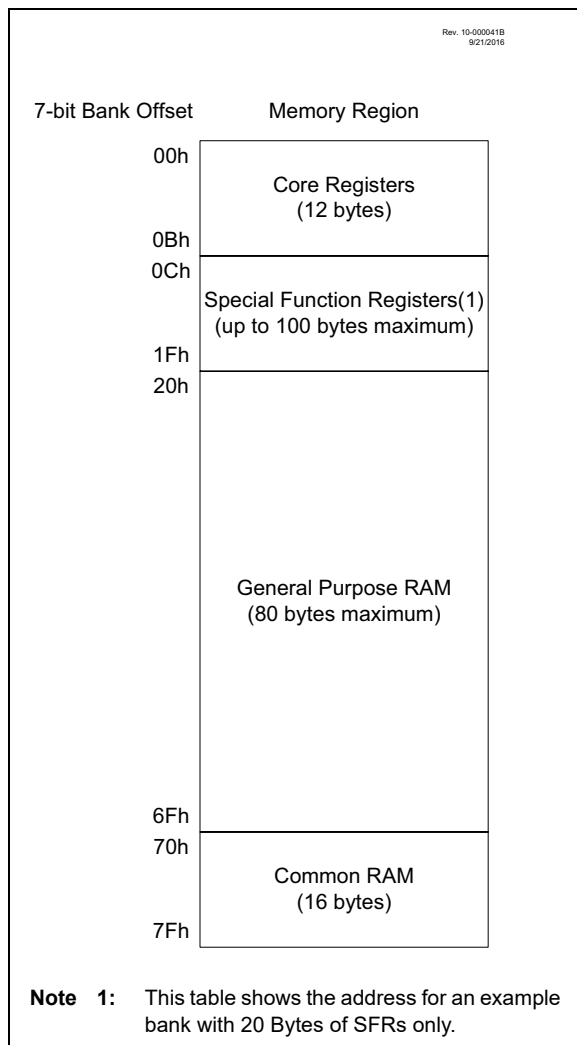 Rev. 10-000041B
9/21/2016
7-bit Bank Offset Memory Region
00h
Core Registers
(12 bytes)
0Bh
0Ch
Special Function Registers(1)
(up to 100 bytes maximum)
1Fh
20h
General Purpose RAM
(80 bytes maximum)
6Fh
70h
Common RAM
(16 bytes)
7Fh
Note 1: This table shows the address for an example
bank with 20 Bytes of SFRs only.